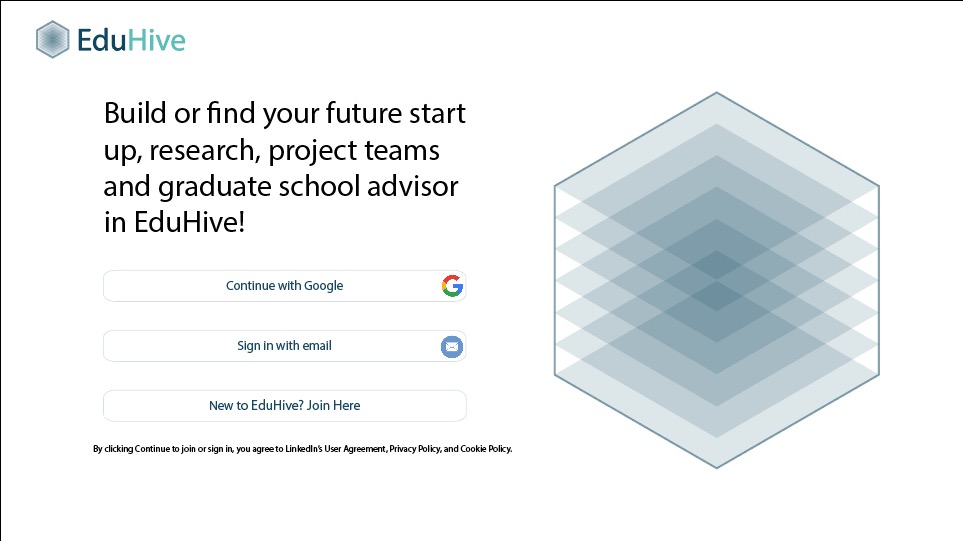 EduHive
Build or find your future start
up, research, project teams
and graduate school advisor
in EduHive!
Continue with Google
Sign in with email
New to EduHive? Join Here
By clicking Continue to join or sign in, you agree to LinkedIn's User Agreement, Privacy Policy, and Cookie Policy.